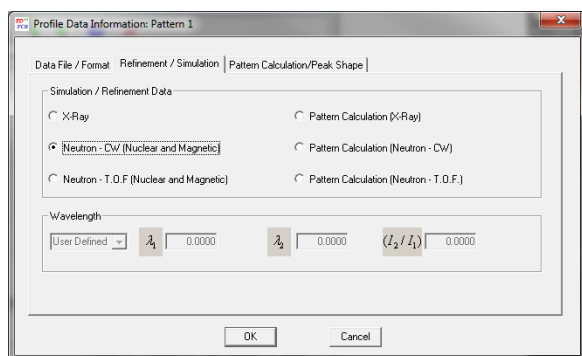 ED PCR Profile Data Information: Pattern 1
Data File / Format Refinement / Simulation Pattern Calculation/Peak Shape
Simulation / Refinement Data
X-Ray Pattern Calculation (X-Ray)
Neutron - CW (Nuclear and Magnetic) Pattern Calculation (Neutron - CW)
Neutron - T.O.F (Nuclear and Magnetic) Pattern Calculation (Neutron - T.O.F.)
Wavelength
User Defined λ1 0.0000 λ2 0.0000 (I2 / I1) 0.0000
OK Cancel